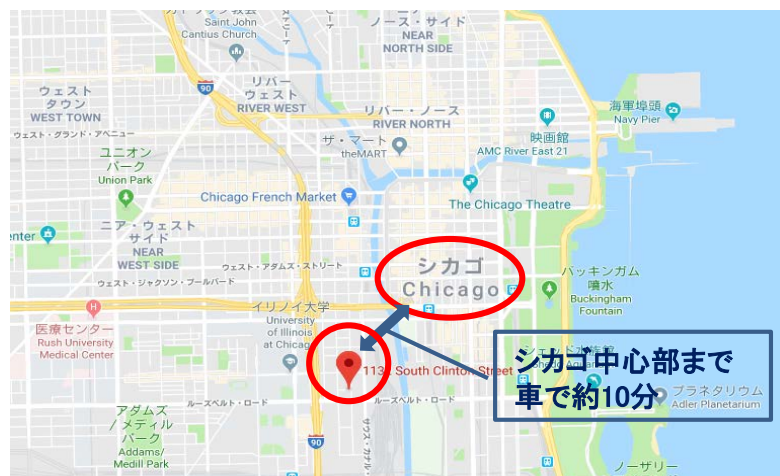 Saint John
Cantius Church
ノース・サイド
NEAR
NORTH SIDE
90
リバー
ウェスト
RIVER WEST
ウェスト
タウン
WEST TOWN
リバー・ノース
RIVER NORTH
海軍埠頭
Navy Pier
ウェスト・グランド・アベニュー
ザ・マート
theMART
映画館
AMC River East 21
ユニオン
パーク
Union Park
Chicago French Market
The Chicago Theatre
ニア・ウェスト
サイド
NEAR
WEST SIDE
enter
ウェスト・アダムズ・ストリート
シカゴ
Chicago
バッキンガム
噴水
Buckingham
Fountain
ウェスト・ジャクソン・ブールバード
イリノイ大学
University
of Illinois
at Chicag
医療センター
Rush University
Medical Center
South Clinton Street
シカゴ中心部まで
車で約10分
プラネタリウム
Adler Planetarium
ルーズベルト・ロード
ルーズベルト・ロード
アダムズ
/ メディル
パーク
Addams/
Medill Park
90
サウス・カナル
ノーザリー